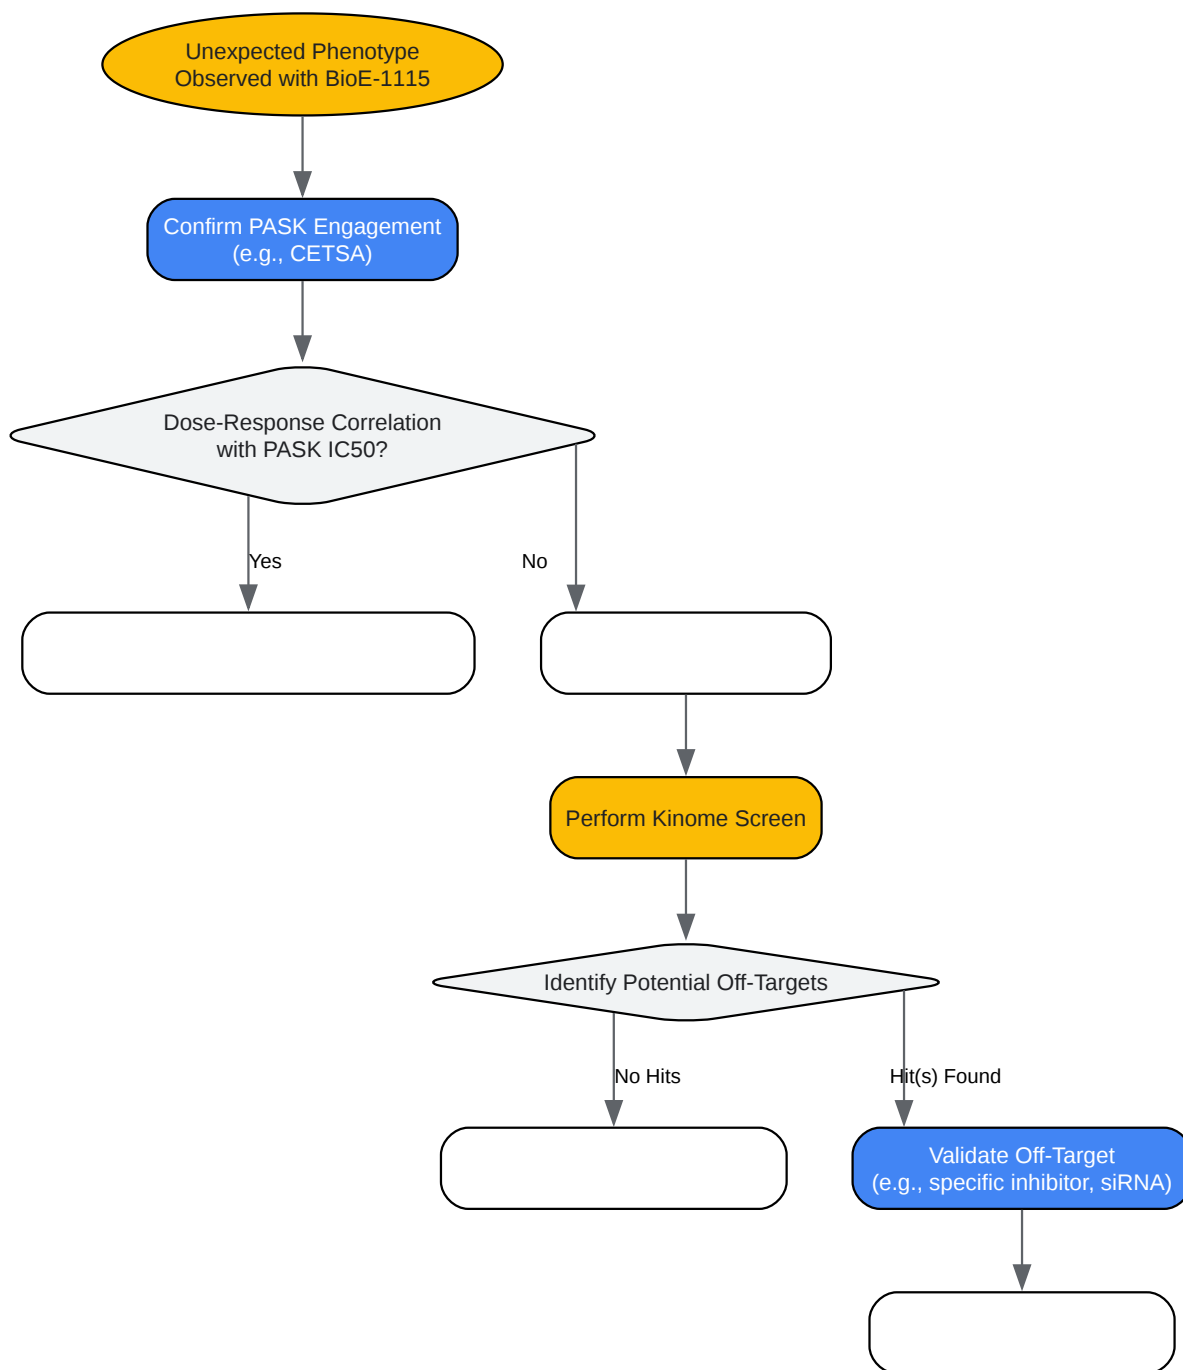 Unexpected Phenotype
Observed with BioE-1115
Confirm PASK Engagement
(e.g., CETSA)
Dose-Response Correlation
with PASK IC50?
Yes
No
Perform Kinome Screen
Identify Potential Off-Targets
No Hits
Hit(s) Found
Validate Off-Target
(e.g., specific inhibitor, siRNA)